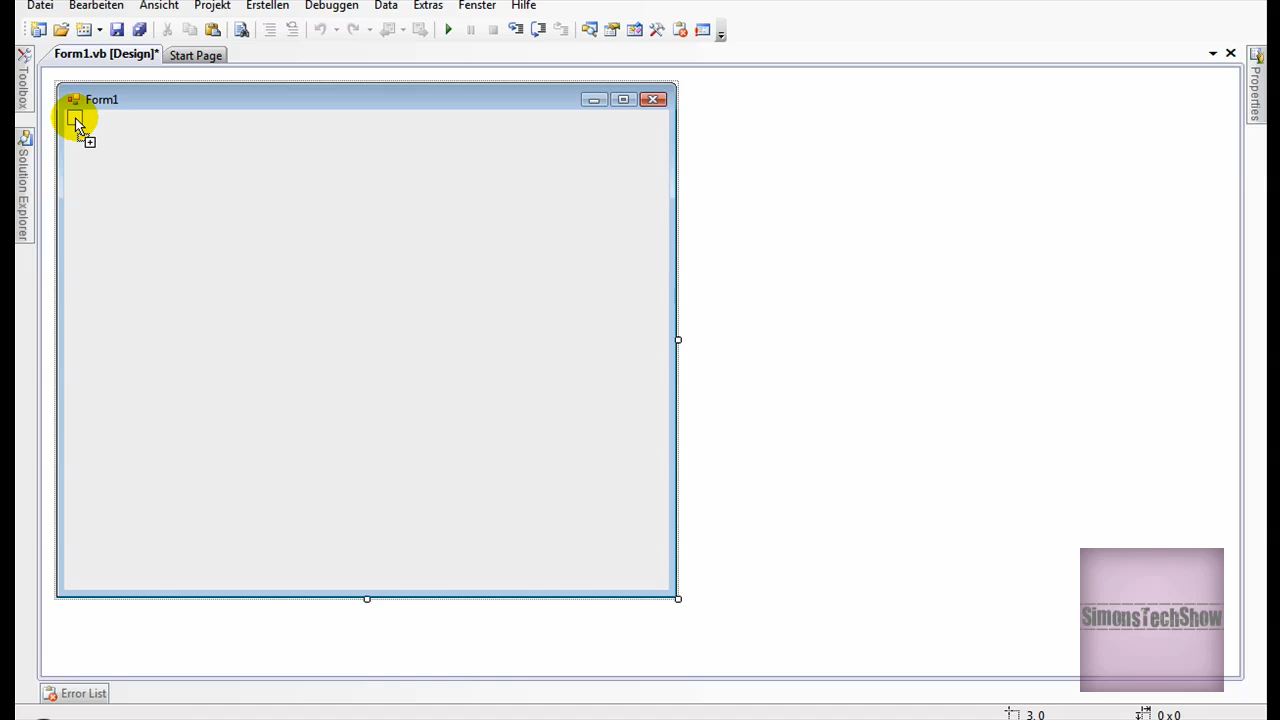 Datei Bearbeiten Ansicht Projekt Erstellen Debuggen Data Extras Fenster Hilfe
Form1.vb [Design]* Start Page
Toolbox
Solution Explorer
Properties
Form1
SimonsTechShow
Error List
3, 0 0 x 0